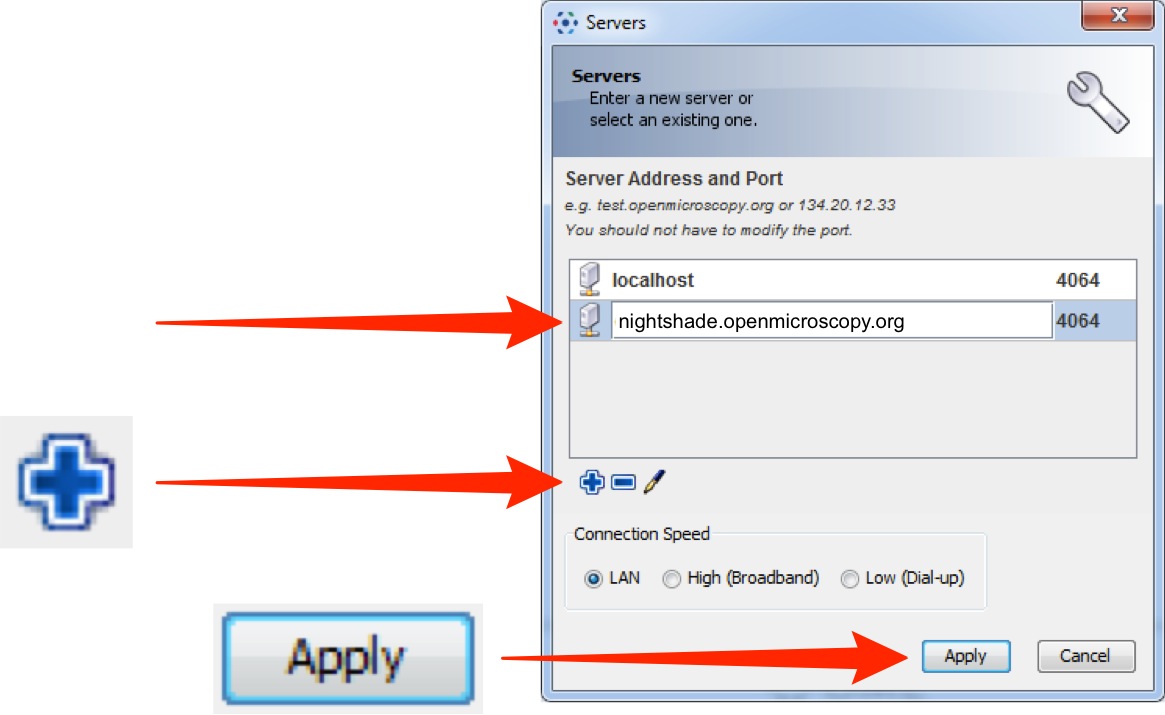 Servers
Servers
Enter a new server or
select an existing one.
Server Address and Port
e.g. test.openmicroscopy.org or 134.20.12.33
You should not have to modify the port.
localhost 4064
nightshade.openmicroscopy.org 4064
Connection Speed
LAN High (Broadband) Low (Dial-up)
Apply
Apply Cancel